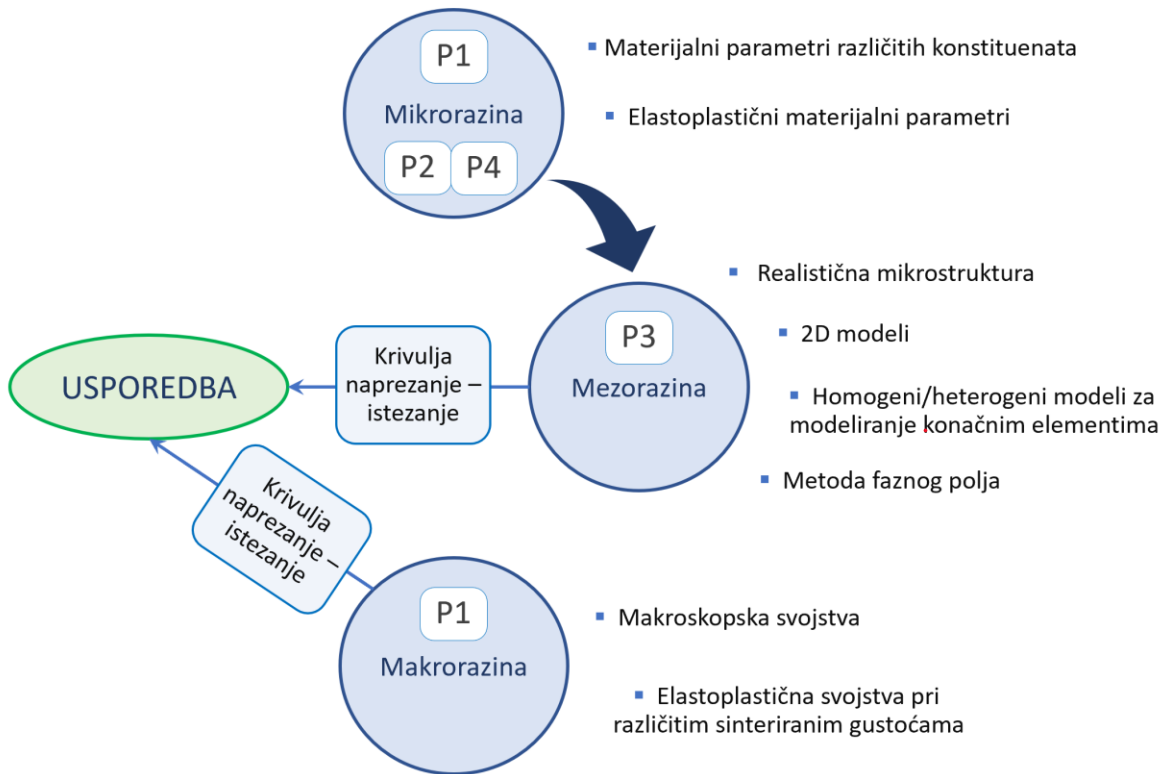 P1
Mikrorazina
P2
P4
▪ Materijalni parametri različitih konstituenata
▪ Elastoplastični materijalni parametri
▪ Realistična mikrostruktura
P3
Mezorazina
▪ 2D modeli
▪ Homogeni/heterogeni modeli za
modeliranje konačnim elementima
▪ Metoda faznog polja
Krivulja
naprezanje –
istezanje
USPOREDBA
Krivulja
naprezanje –
istezanje
P1
Makrorazina
▪ Makroskopska svojstva
▪ Elastoplastična svojstva pri
različitim sinteriranim gustoćama